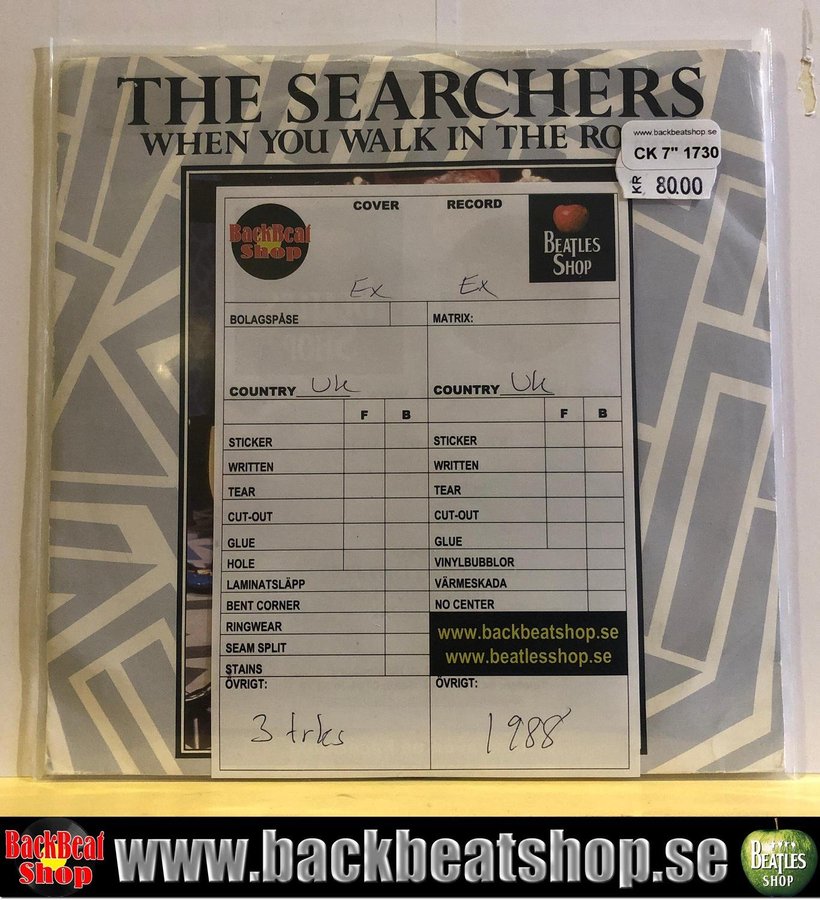 THE SEARCHERS
WHEN YOU WALK IN THE RO
www.backbeatshop.se
CK 7" 1730
KR 80.00
COVER RECORD
BackBeat
Shop
BEATLES
SHOP
Ex Ex
BOLAGSPÅSE MATRIX:
COUNTRY Uk COUNTRY Uk
F B F B
STICKER STICKER
WRITTEN WRITTEN
TEAR TEAR
CUT-OUT CUT-OUT
GLUE GLUE
HOLE VINYLBUBBLOR
LAMINATSLÄPP VÄRMESKADA
BENT CORNER NO CENTER
RINGWEAR
SEAM SPLIT
STAINS
www.backbeatshop.se
www.beatlesshop.se
ÖVRIGT: ÖVRIGT:
3 trks 1988
BackBeat
Shop
www.backbeatshop.se
BEATLES
SHOP